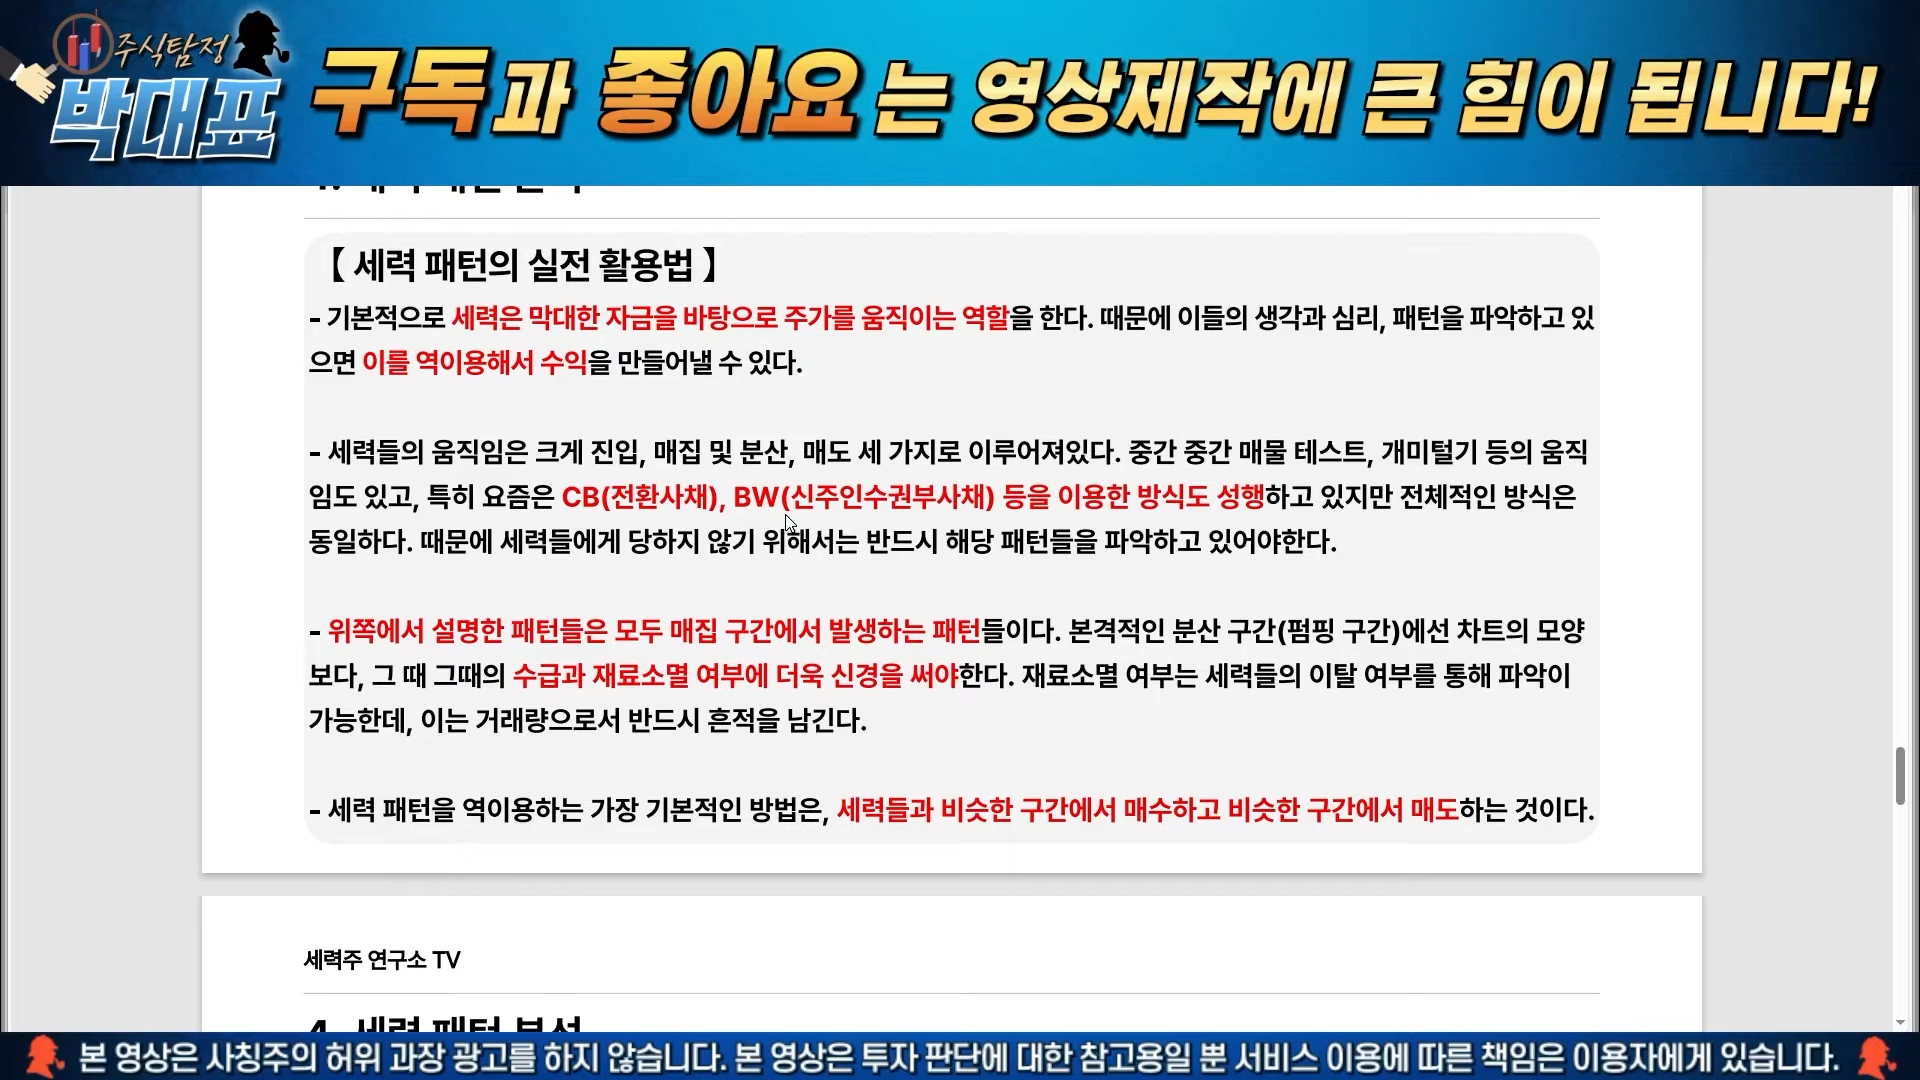 주식탐정
박대표
구독과 좋아요는 영상제작에 큰 힘이 됩니다!
【 세력 패턴의 실전 활용법 】
- 기본적으로 세력은 막대한 자금을 바탕으로 주가를 움직이는 역할을 한다. 때문에 이들의 생각과 심리, 패턴을 파악하고 있
으면 이를 역이용해서 수익을 만들어낼 수 있다.
- 세력들의 움직임은 크게 진입, 매집 및 분산, 매도 세 가지로 이루어져있다. 중간 중간 매물 테스트, 개미털기 등의 움직
임도 있고, 특히 요즘은 CB(전환사채), BW(신주인수권부사채) 등을 이용한 방식도 성행하고 있지만 전체적인 방식은
동일하다. 때문에 세력들에게 당하지 않기 위해서는 반드시 해당 패턴들을 파악하고 있어야한다.
- 위쪽에서 설명한 패턴들은 모두 매집 구간에서 발생하는 패턴들이다. 본격적인 분산 구간(펌핑 구간)에선 차트의 모양
보다, 그 때 그때의 수급과 재료소멸 여부에 더욱 신경을 써야한다. 재료소멸 여부는 세력들의 이탈 여부를 통해 파악이
가능한데, 이는 거래량으로서 반드시 흔적을 남긴다.
- 세력 패턴을 역이용하는 가장 기본적인 방법은, 세력들과 비슷한 구간에서 매수하고 비슷한 구간에서 매도하는 것이다.
세력주 연구소 TV
4. 세력 패턴 분석
본 영상은 사칭주의 허위 과장 광고를 하지 않습니다. 본 영상은 투자 판단에 대한 참고용일 뿐 서비스 이용에 따른 책임은 이용자에게 있습니다.